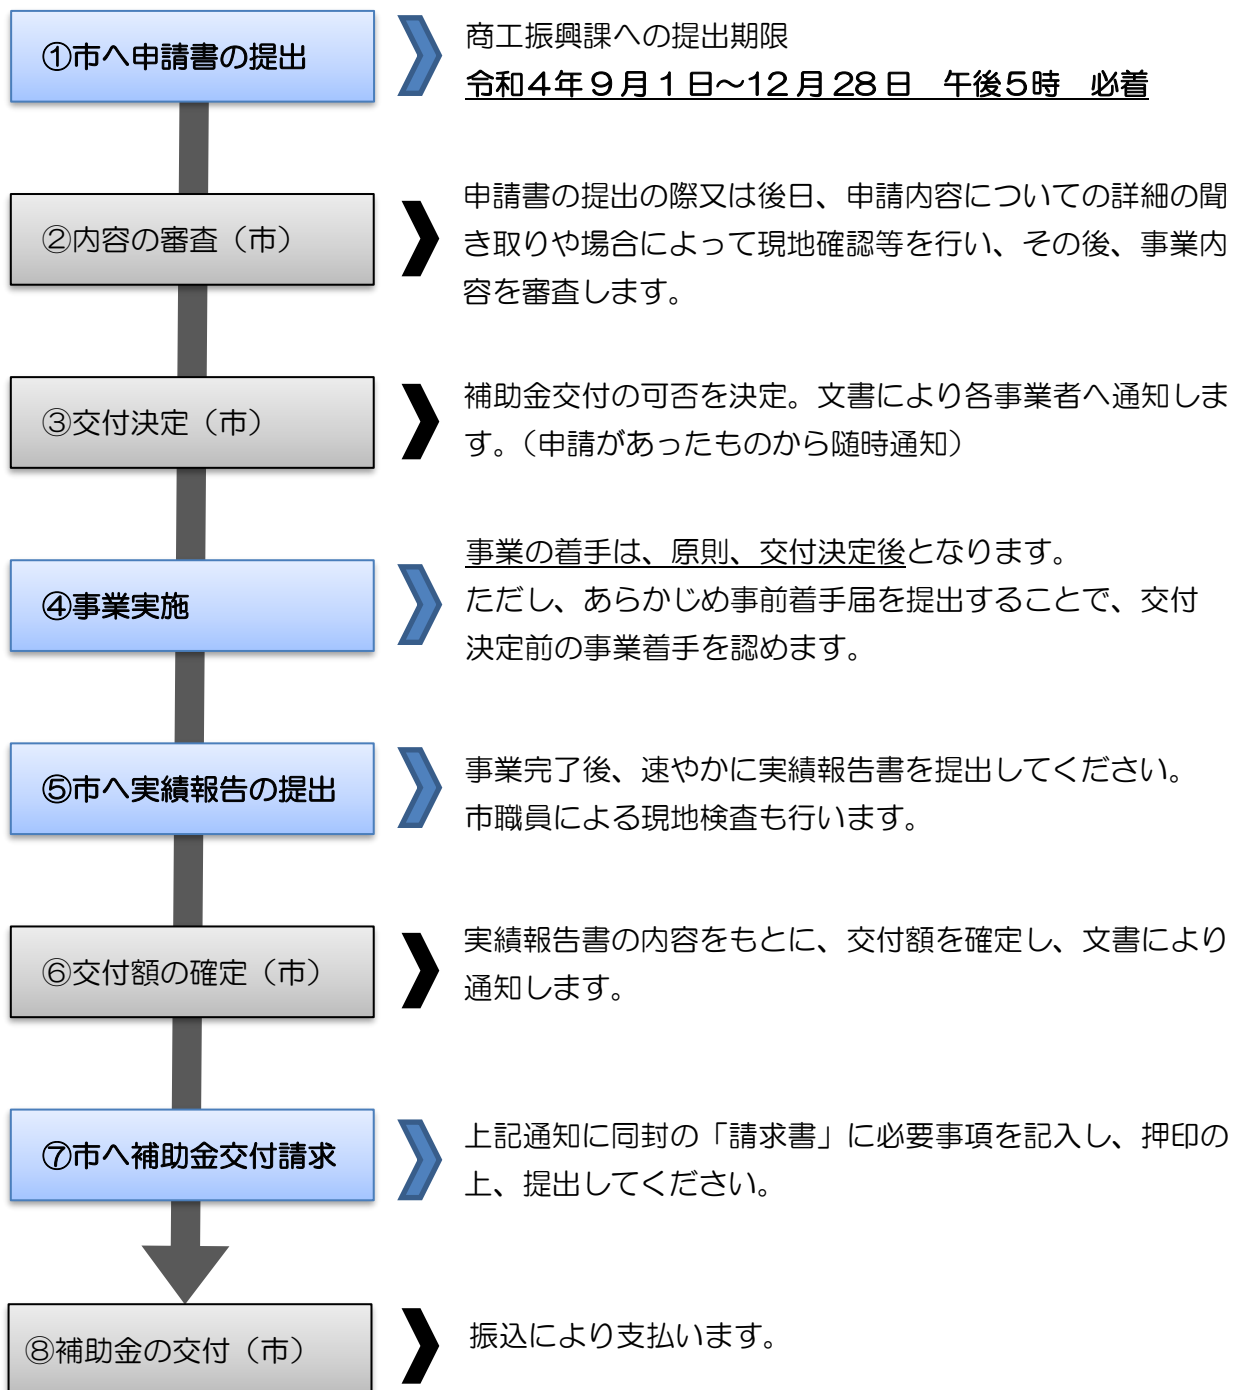 ①市へ申請書の提出
商工振興課への提出期限
令和４年９月１日～12月28日　午後５時　必着
②内容の審査（市）
申請書の提出の際又は後日、申請内容についての詳細の聞
き取りや場合によって現地確認等を行い、その後、事業内
容を審査します。
③交付決定（市）
補助金交付の可否を決定。文書により各事業者へ通知しま
す。（申請があったものから随時通知）
④事業実施
事業の着手は、原則、交付決定後となります。
ただし、あらかじめ事前着手届を提出することで、交付
決定前の事業着手を認めます。
⑤市へ実績報告の提出
事業完了後、速やかに実績報告書を提出してください。
市職員による現地検査も行います。
⑥交付額の確定（市）
実績報告書の内容をもとに、交付額を確定し、文書により
通知します。
⑦市へ補助金交付請求
上記通知に同封の「請求書」に必要事項を記入し、押印の
上、提出してください。
⑧補助金の交付（市）
振込により支払います。